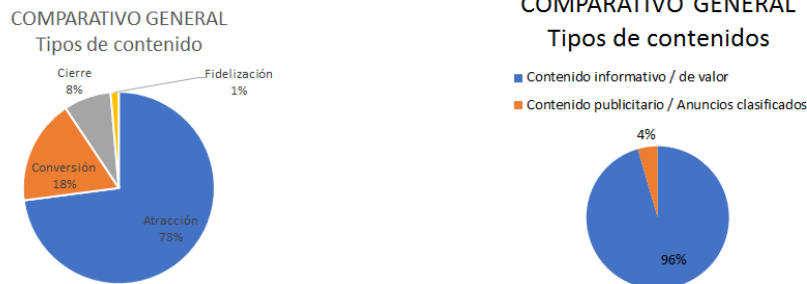 COMPARATIVO GENERAL
Tipos de contenido
Cierre
8%
Fidelización
1%
Conversión
18%
Atracción
73%
COMPARATIVO GENERAL
Tipos de contenidos
Contenido informativo / de valor
Contenido publicitario / Anuncios clasificados
4%
96%